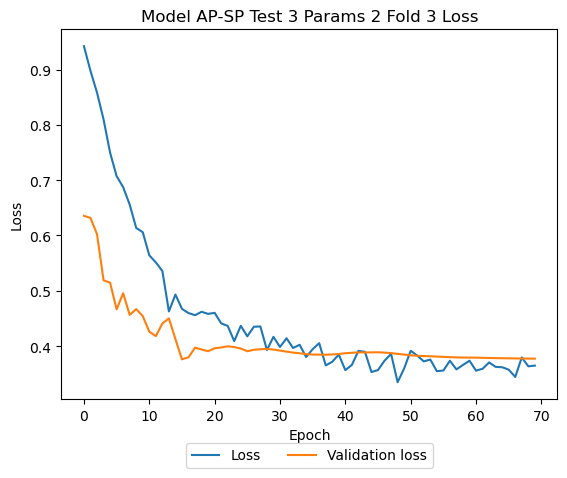 Model AP-SP Test 3 Params 2 Fold 3 Loss
Loss
0.9
0.8
0.7
0.6
0.5
0.4
0 10 20 30 40 50 60 70
Epoch
Loss Validation loss